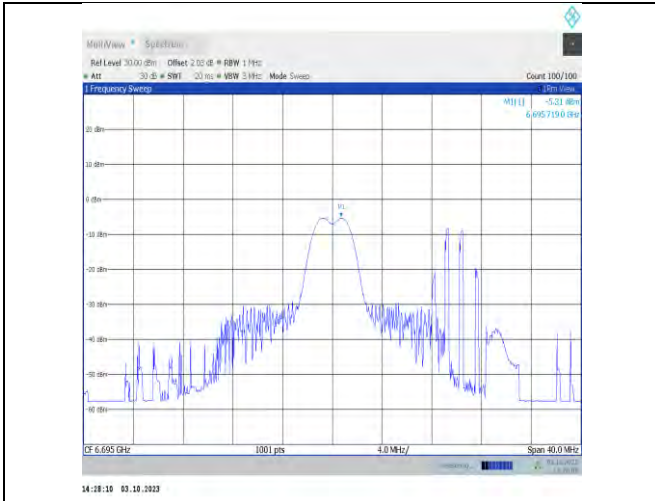 MultiView Spectrum
Ref Level 30.00 dBm Offset 2.02 dB RBW 1 MHz
Att 30 dB SWT 20 ms VBW 3 MHz Mode Sweep Count 100/100
1 Frequency Sweep 1Rm View
M1[1] -5.21 dBm
6.695 719 0 GHz
20 dBm
10 dBm
0 dBm
M1
-10 dBm
-20 dBm
-30 dBm
-40 dBm
-50 dBm
-60 dBm
CF 6.695 GHz 1001 pts 4.0 MHz/ Span 40.0 MHz
14:28:10 03.10.2023